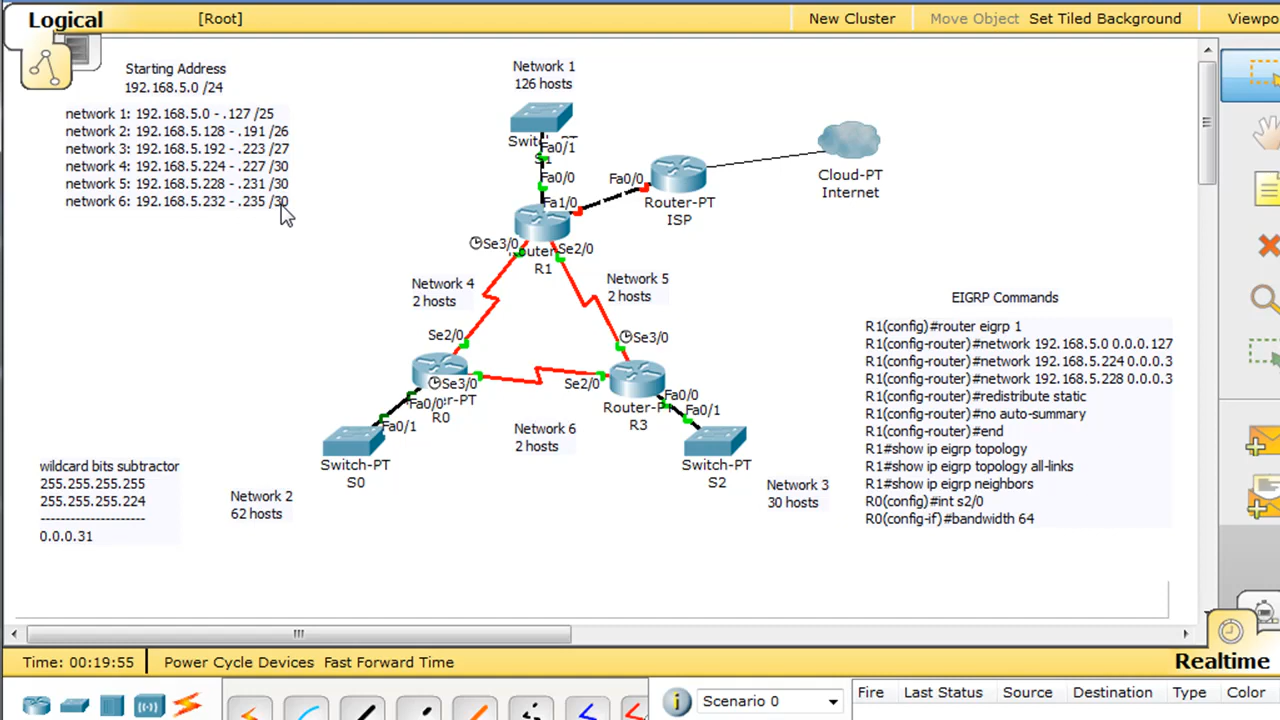 Logical
[Root]
New Cluster
Move Object
Set Tiled Background
Viewpo
Starting Address
192.168.5.0 /24
network 1: 192.168.5.0 - .127 /25
network 2: 192.168.5.128 - .191 /26
network 3: 192.168.5.192 - .223 /27
network 4: 192.168.5.224 - .227 /30
network 5: 192.168.5.228 - .231 /30
network 6: 192.168.5.232 - .235 /30
Network 1
126 hosts
Fa0/1
Fa0/0
Fa1/0
Fa0/0
Router-PT
ISP
Cloud-PT
Internet
Se3/0
Se2/0
R1
Network 4
2 hosts
Network 5
2 hosts
Se2/0
Se3/0
Se3/0
Se2/0
Fa0/0
R0
Fa0/1
R3
Fa0/0
Fa0/1
Network 6
2 hosts
Switch-PT
S0
Switch-PT
S2
Network 2
62 hosts
Network 3
30 hosts
wildcard bits subtractor
255.255.255.255
255.255.255.224
----------------------
0.0.0.31
EIGRP Commands
R1(config)#router eigrp 1
R1(config-router)#network 192.168.5.0 0.0.0.127
R1(config-router)#network 192.168.5.224 0.0.0.3
R1(config-router)#network 192.168.5.228 0.0.0.3
R1(config-router)#redistribute static
R1(config-router)#no auto-summary
R1(config-router)#end
R1#show ip eigrp topology
R1#show ip eigrp topology all-links
R1#show ip eigrp neighbors
R0(config)#int s2/0
R0(config-if)#bandwidth 64
Time: 00:19:55
Power Cycle Devices
Fast Forward Time
Realtime
Scenario 0
Fire
Last Status
Source
Destination
Type
Color